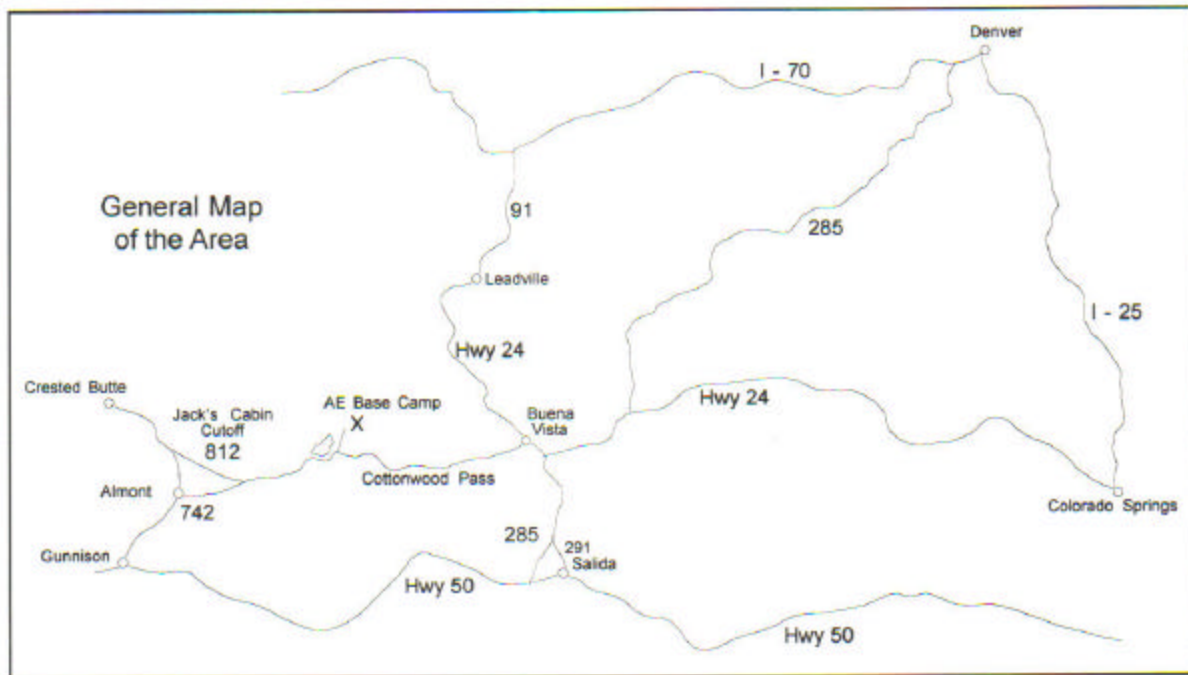 Denver
I - 70
General Map
of the Area
91
285
Leadville
I - 25
Hwy 24
Crested Butte
Jack's Cabin
Cutoff
812
AE Base Camp
X
Buena
Vista
Hwy 24
Cottonwood Pass
Almont
742
Colorado Springs
285
291
Gunnison
Salida
Hwy 50
Hwy 50